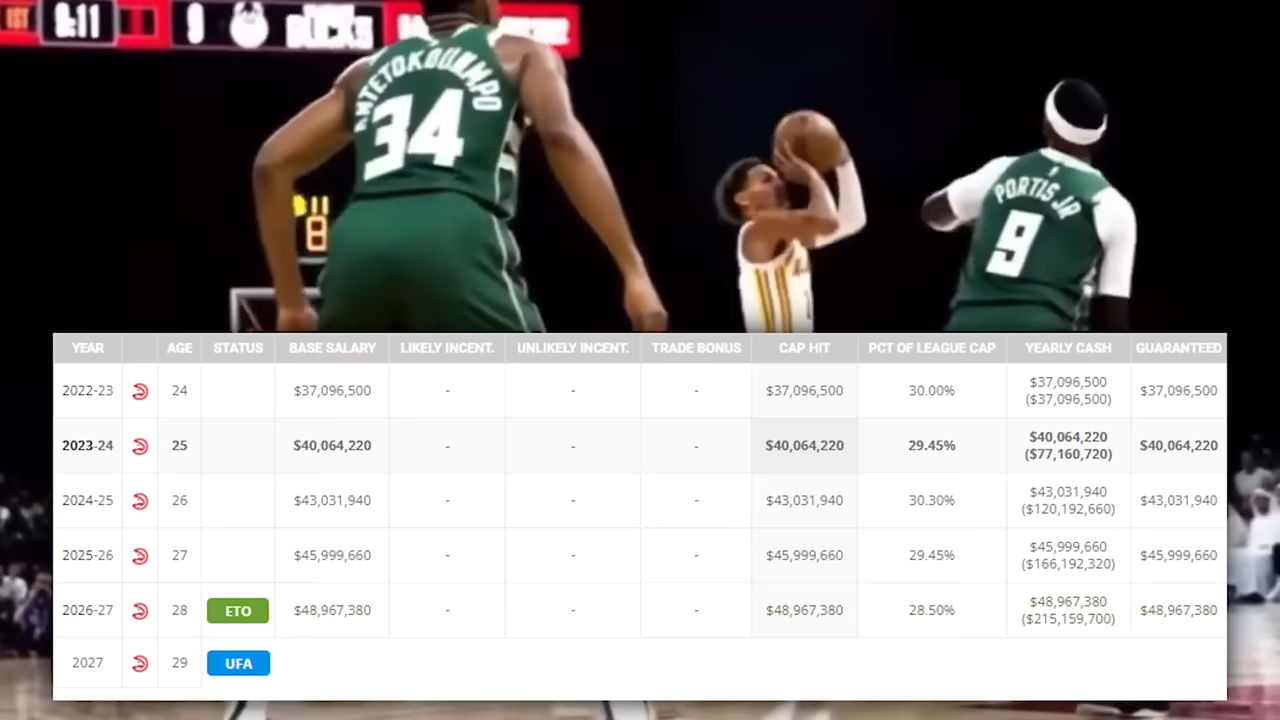 8:11
9
BUCKS
ANTETOKOUNMPO
34
8
PORTIS JR
9
YEAR AGE STATUS BASE SALARY LIKELY INCENT. UNLIKELY INCENT. TRADE BONUS CAP HIT PCT OF LEAGUE CAP YEARLY CASH GUARANTEED
2022-23 24 $37,096,500 - - - $37,096,500 30.00% $37,096,500 $37,096,500
($37,096,500)
2023-24 25 $40,064,220 - - - $40,064,220 29.45% $40,064,220 $40,064,220
($77,160,720)
2024-25 26 $43,031,940 - - - $43,031,940 30.30% $43,031,940 $43,031,940
($120,192,660)
2025-26 27 $45,999,660 - - - $45,999,660 29.45% $45,999,660 $45,999,660
($166,192,320)
2026-27 28 ETO $48,967,380 - - - $48,967,380 28.50% $48,967,380 $48,967,380
($215,159,700)
2027 29 UFA